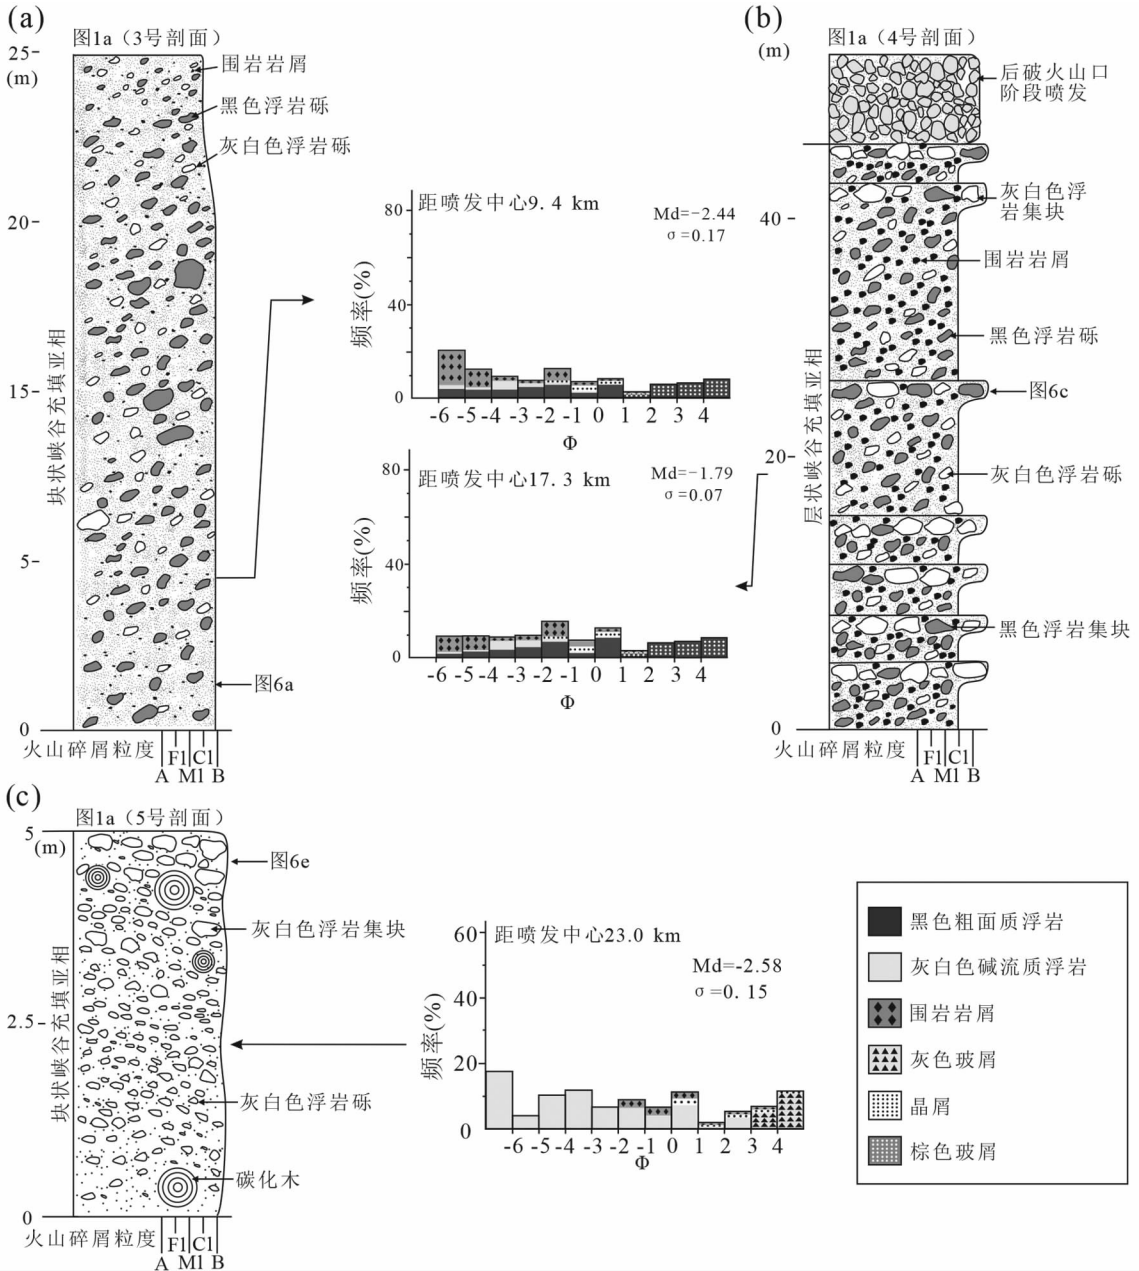 (a)
图1a（3号剖面）
25
(m)
20
15
5
0
围岩岩屑
黑色浮岩砾
灰白色浮岩砾
块状峡谷充填亚相
图6a
火山碎屑粒度
Fl
Cl
A
Ml
B
距喷发中心9.4 km
Md=-2.44
σ=0.17
80
40
0
频率(%)
-6 -5 -4 -3 -2 -1 0 1 2 3 4
Φ
距喷发中心17.3 km
Md=-1.79
σ=0.07
80
40
0
频率(%)
-6 -5 -4 -3 -2 -1 0 1 2 3 4
Φ
(b)
图1a（4号剖面）
(m)
40
20
0
后破火山口
阶段喷发
灰白色浮
岩集块
围岩岩屑
黑色浮岩砾
图6c
灰白色浮岩砾
黑色浮岩集块
层状峡谷充填亚相
火山碎屑粒度
Fl
Cl
A
Ml
B
(c)
图1a（5号剖面）
5
(m)
2.5
0
图6e
灰白色浮岩集块
灰白色浮岩砾
碳化木
块状峡谷充填亚相
火山碎屑粒度
Fl
Cl
A
Ml
B
距喷发中心23.0 km
Md=-2.58
σ=0.15
60
40
20
0
频率(%)
-6 -5 -4 -3 -2 -1 0 1 2 3 4
Φ
黑色粗面质浮岩
灰白色碱流质浮岩
围岩岩屑
灰色玻屑
晶屑
棕色玻屑